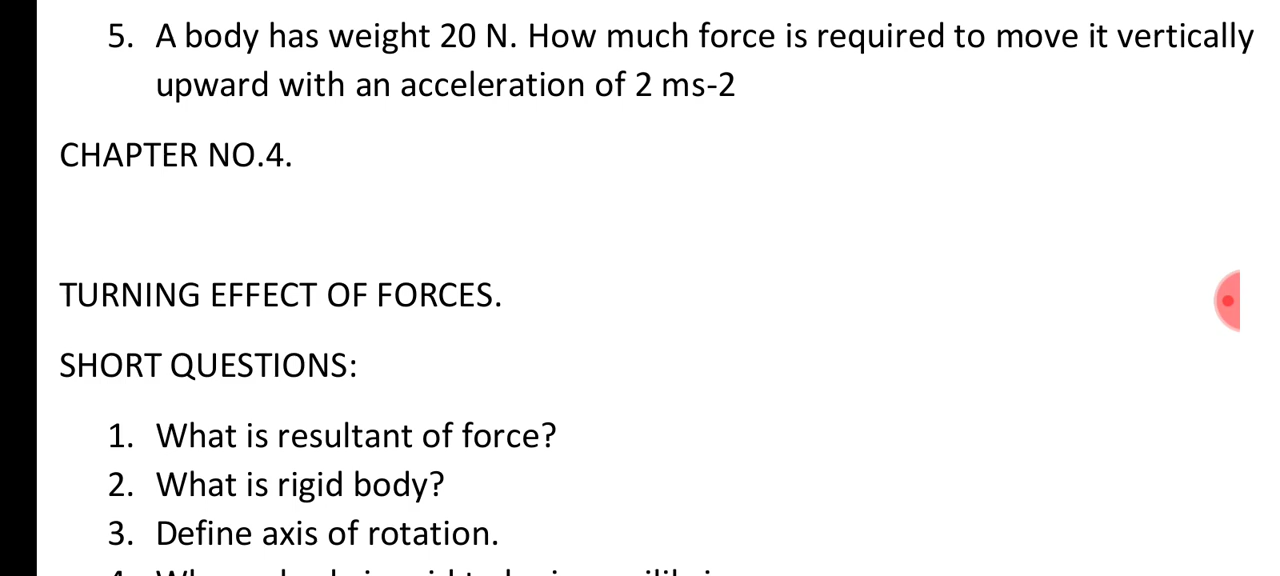 5. A body has weight 20 N. How much force is required to move it vertically
upward with an acceleration of 2 ms-2
CHAPTER NO.4.
TURNING EFFECT OF FORCES.
SHORT QUESTIONS:
1. What is resultant of force?
2. What is rigid body?
3. Define axis of rotation.